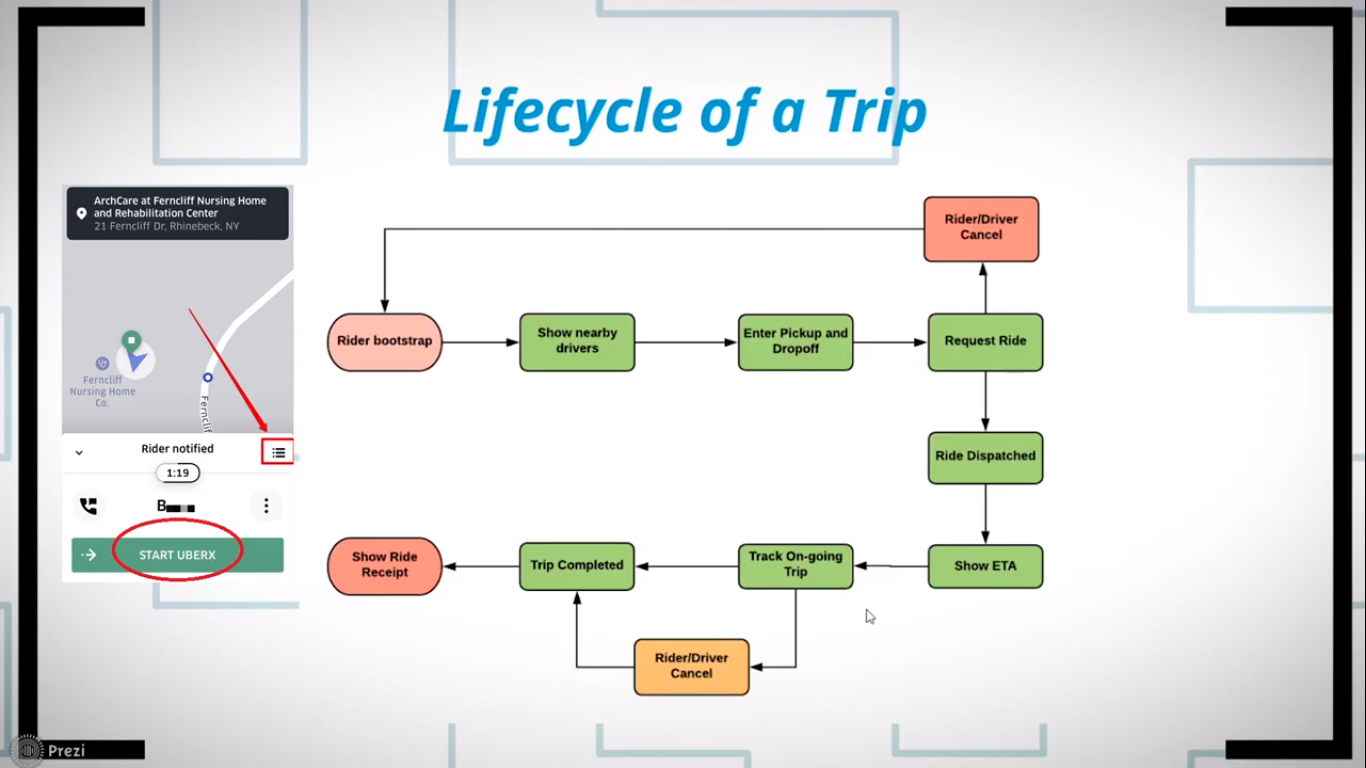 Lifecycle of a Trip
ArchCare at Ferncliff Nursing Home
and Rehabilitation Center
21 Ferncliff Dr, Rhinebeck, NY
Ferncliff
Nursing Home
Co.
Fernclif
Rider notified
1:19
START UBERX
Rider/Driver
Cancel
Rider bootstrap
Show nearby
drivers
Enter Pickup and
Dropoff
Request Ride
Ride Dispatched
Show Ride
Receipt
Trip Completed
Track On-going
Trip
Show ETA
Rider/Driver
Cancel
Prezi